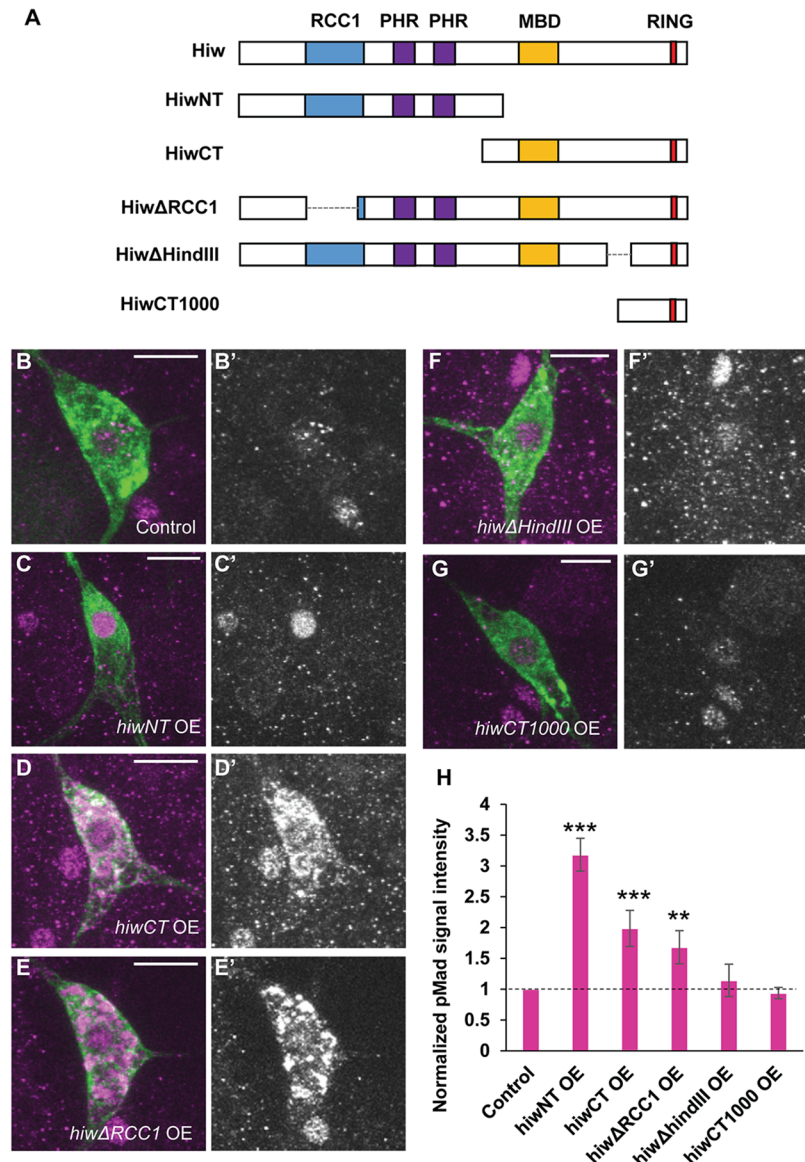 A
RCC1 PHR PHR MBD RING
Hiw
HiwNT
HiwCT
HiwΔRCC1
HiwΔHindIII
HiwCT1000
B B’ F F’
Control hiwΔHindIII OE
C C’ G G’
hiwNT OE hiwCT1000 OE
D D’
hiwCT OE
E E’
hiwΔRCC1 OE
H
Normalized pMad signal intensity
4
3.5
3
2.5
2
1.5
1
0.5
0
***
***
**
Control
hiwNT OE
hiwCT OE
hiwΔRCC1 OE
hiwΔhindIII OE
hiwCT1000 OE